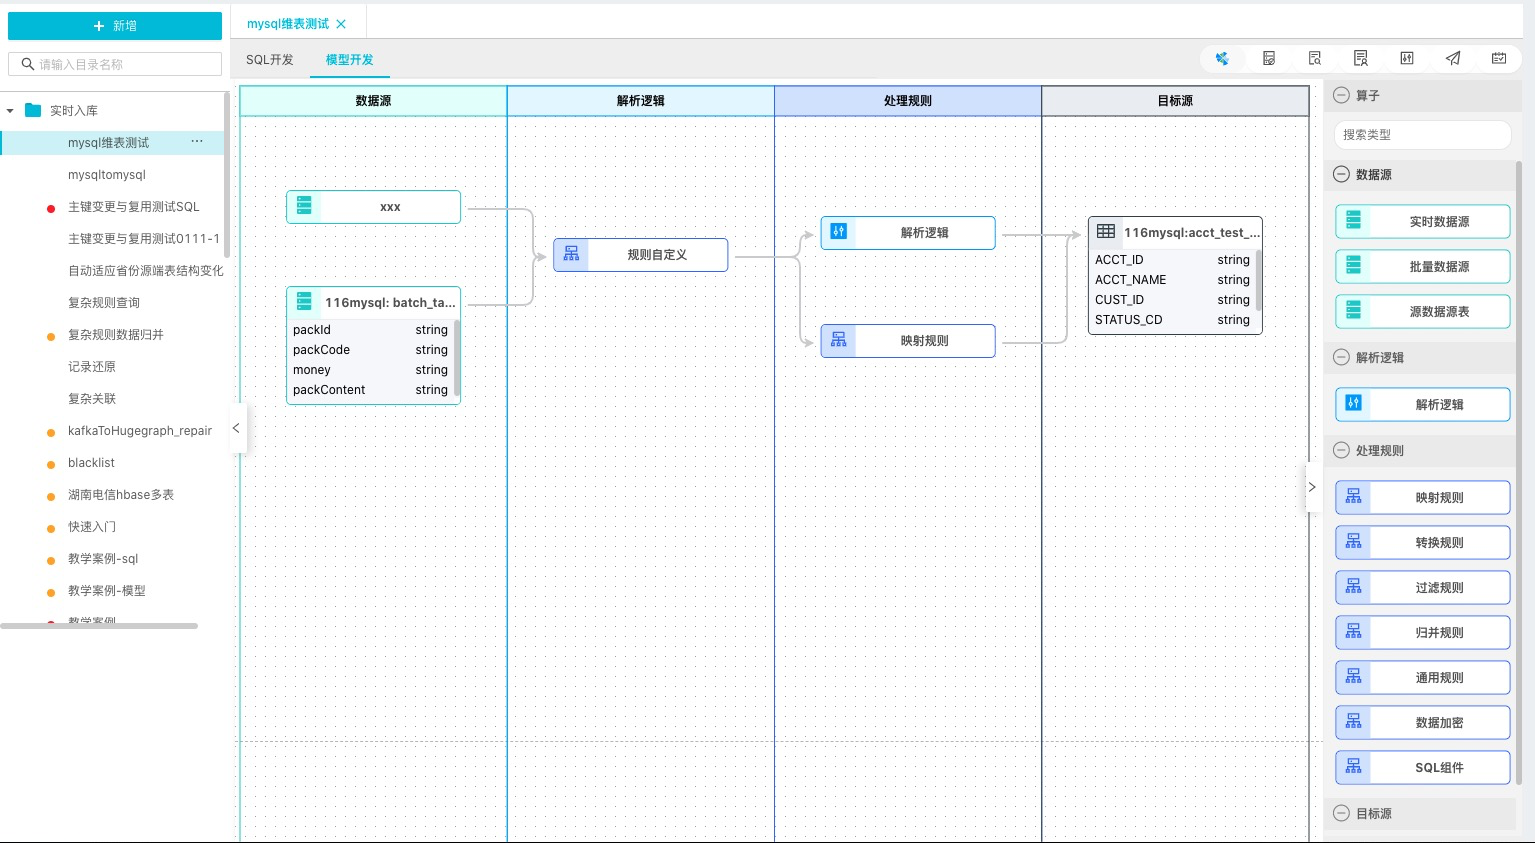 新增
请输入目录名称
实时入库
mysql维表测试
mysqltomysql
主键变更与复用测试SQL
主键变更与复用测试0111-1
自动适应省份源端表结构变化
复杂规则查询
复杂规则数据归并
记录还原
复杂关联
kafkaToHugegraph_repair
blacklist
湖南电信hbase多表
快速入门
教学案例-sql
教学案例-模型
教学案例
mysql维表测试
SQL开发 模型开发
数据源 解析逻辑 处理规则 目标源
xxx
116mysql: batch_ta...
packId string
packCode string
money string
packContent string
规则自定义
解析逻辑
映射规则
116mysql:acct_test_...
ACCT_ID string
ACCT_NAME string
CUST_ID string
STATUS_CD string
算子
搜索类型
数据源
实时数据源
批量数据源
源数据源表
解析逻辑
解析逻辑
处理规则
映射规则
转换规则
过滤规则
归并规则
通用规则
数据加密
SQL组件
目标源